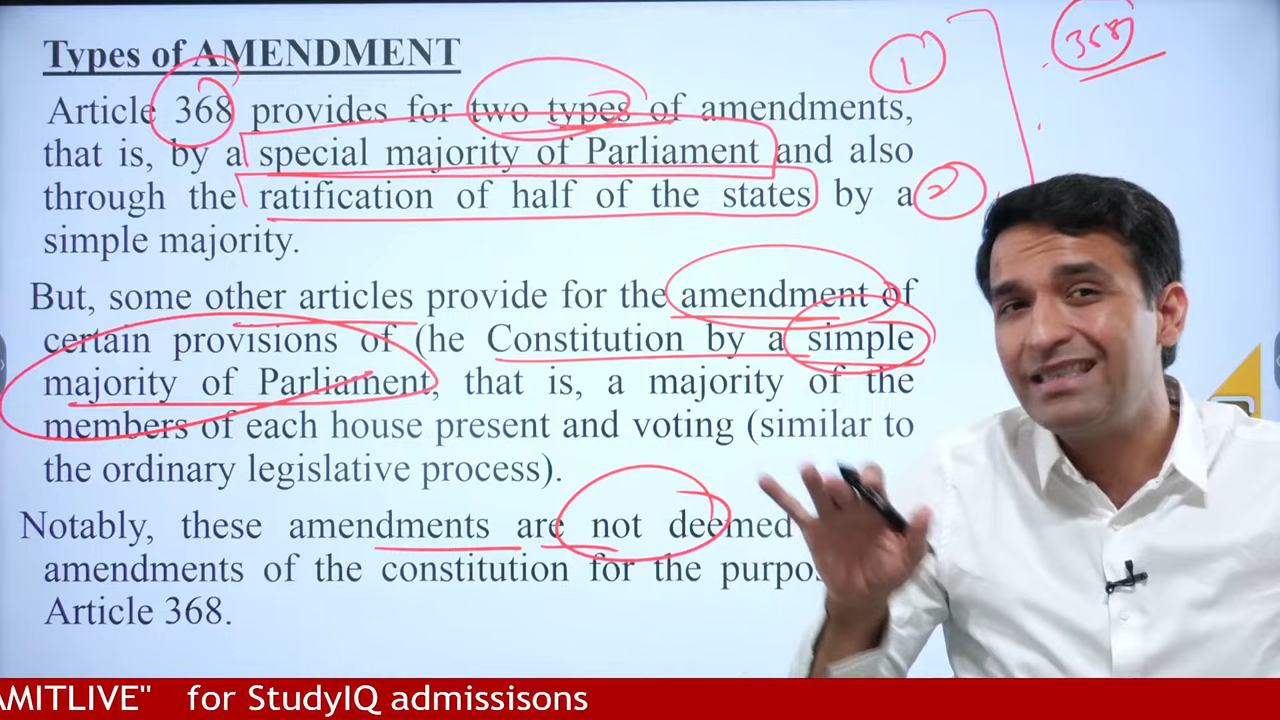 Types of AMENDMENT
Article 368 provides for two types of amendments,
that is, by a special majority of Parliament and also
through the ratification of half of the states by a
simple majority.
But, some other articles provide for the amendment of
certain provisions of (he Constitution by a simple
majority of Parliament, that is, a majority of the
members of each house present and voting (similar to
the ordinary legislative process).
Notably, these amendments are not deemed
amendments of the constitution for the purpos
Article 368.
1
2
368
AMITLIVE" for StudyIQ admissisons